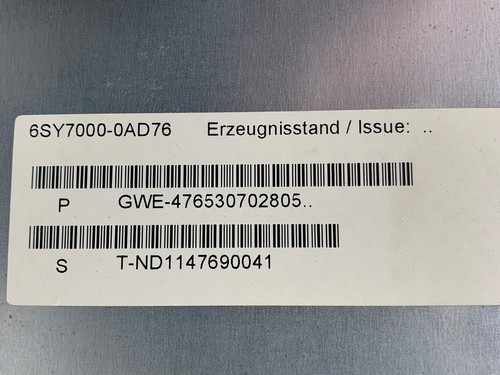 6SY7000-0AD76 Erzeugnisstand / Issue: ..
P GWE-476530702805..
S T-ND1147690041